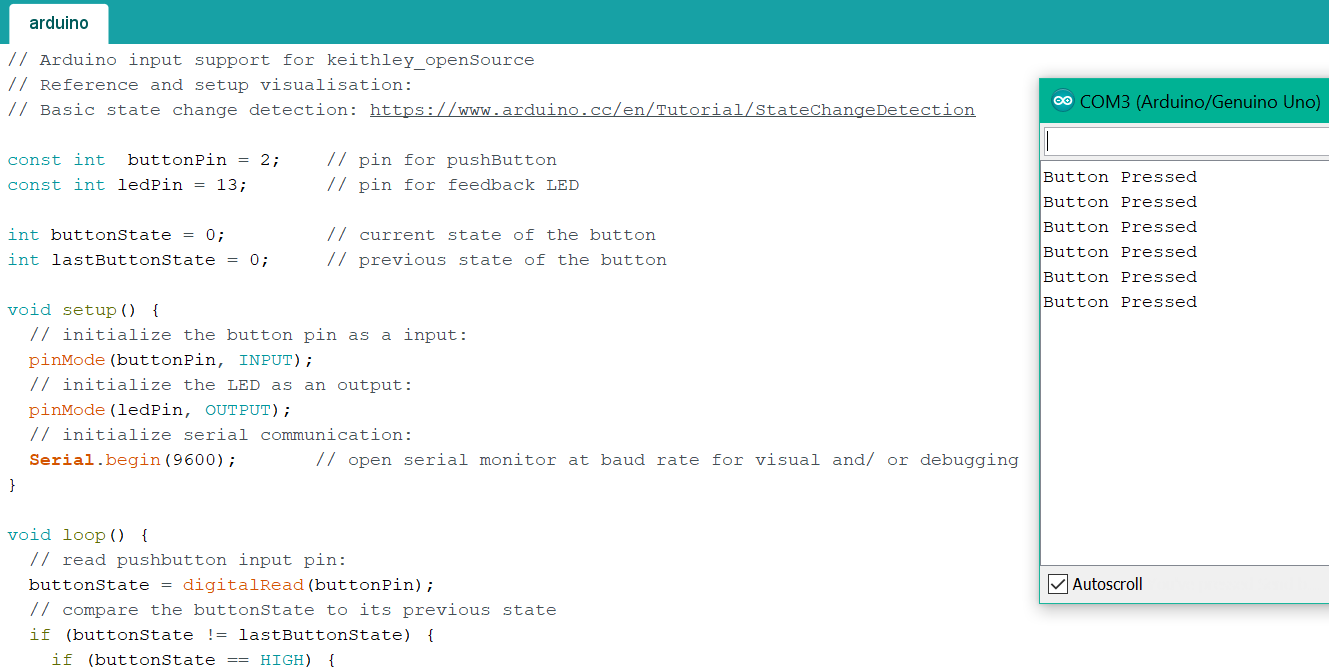 arduino
// Arduino input support for keithley_openSource
// Reference and setup visualisation:
// Basic state change detection: https://www.arduino.cc/en/Tutorial/StateChangeDetection
const int  buttonPin = 2;    // pin for pushButton
const int ledPin = 13;       // pin for feedback LED
int buttonState = 0;         // current state of the button
int lastButtonState = 0;     // previous state of the button
void setup() {
  // initialize the button pin as a input:
  pinMode(buttonPin, INPUT);
  // initialize the LED as an output:
  pinMode(ledPin, OUTPUT);
  // initialize serial communication:
  Serial.begin(9600);       // open serial monitor at baud rate for visual and/ or debugging
}
void loop() {
  // read pushbutton input pin:
  buttonState = digitalRead(buttonPin);
  // compare the buttonState to its previous state
  if (buttonState != lastButtonState) {
    if (buttonState == HIGH) {
COM3 (Arduino/Genuino Uno)
Button Pressed
Button Pressed
Button Pressed
Button Pressed
Button Pressed
Button Pressed
Autoscroll